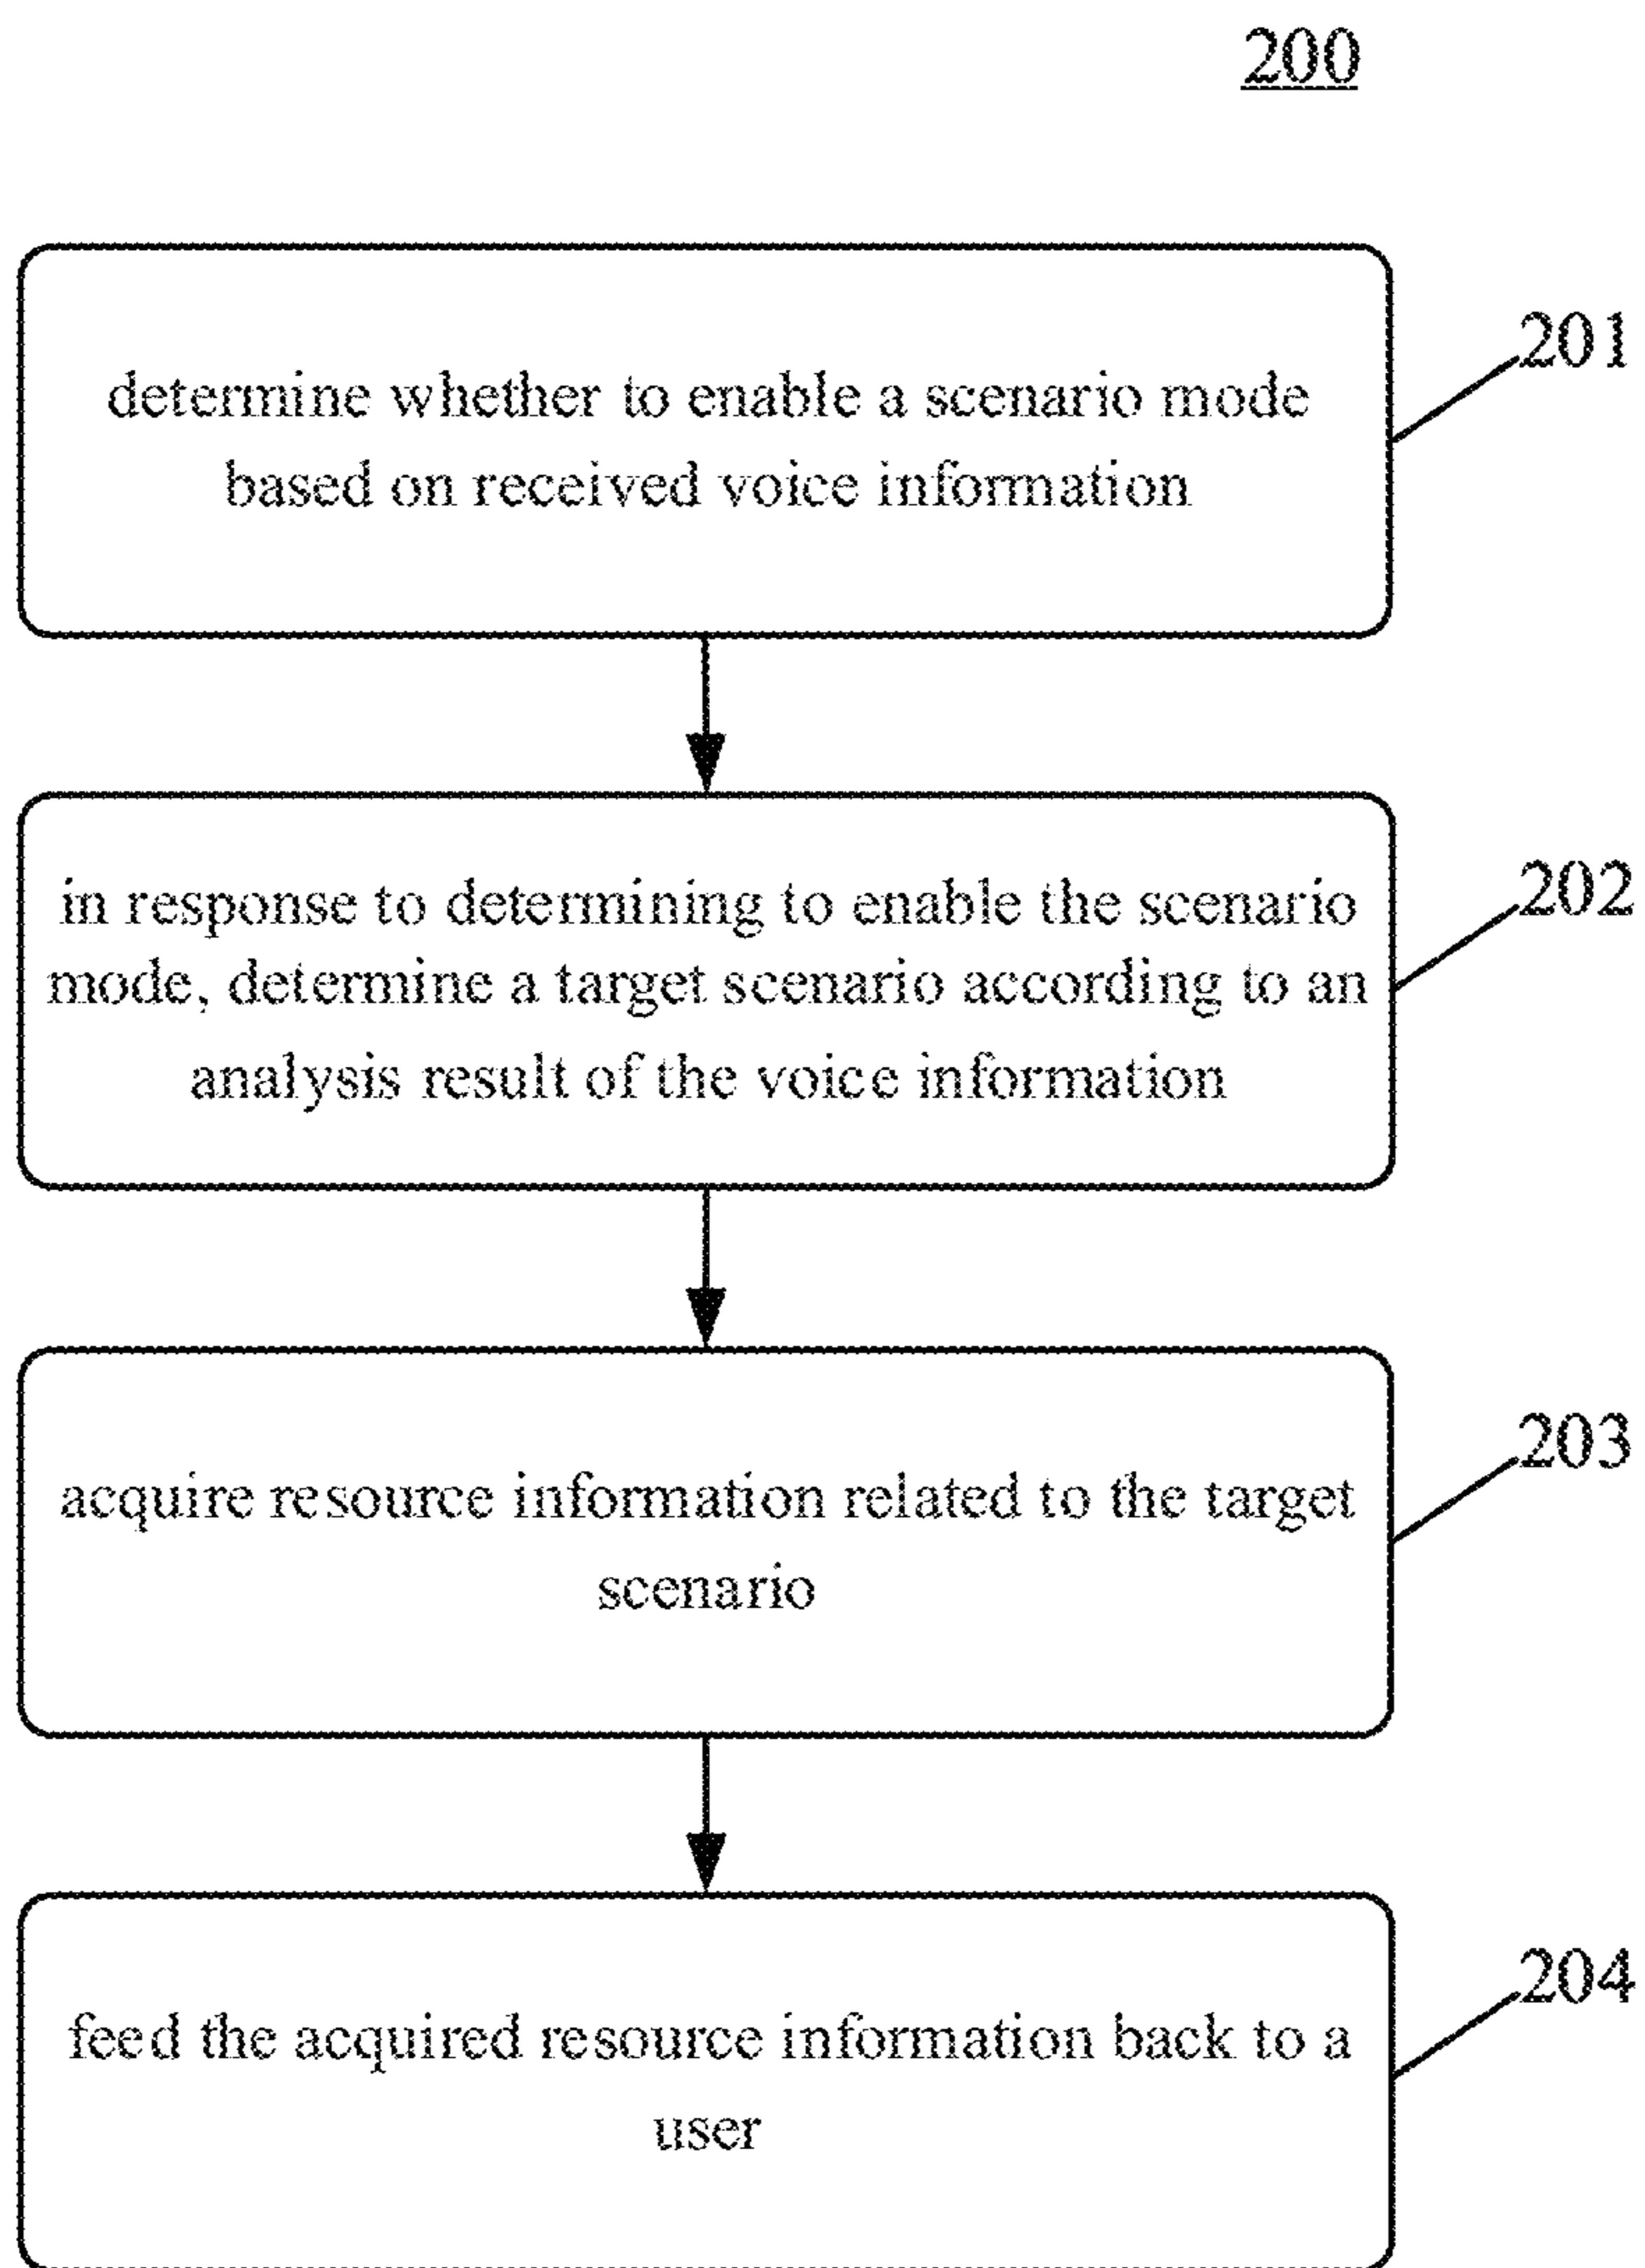 200
determine whether to enable a scenario mode
based on received voice information
201
in response to determining to enable the scenario
mode, determine a target scenario according to an
analysis result of the voice information
202
acquire resource information related to the target
scenario
203
feed the acquired resource information back to a
user
204